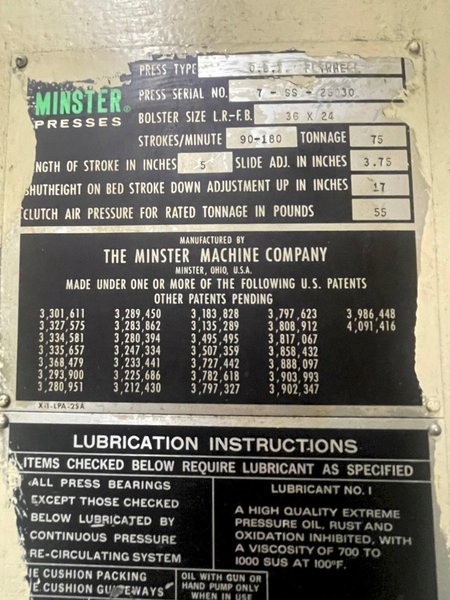 MINSTER®
PRESSES
PRESS TYPE O.B.I. FLYWHEEL
PRESS SERIAL NO. 7 - SS -
BOLSTER SIZE L.R.-F.B. 36 X 24
STROKES/MINUTE 90-180 TONNAGE 75
ENGTH OF STROKE IN INCHES 5 SLIDE ADJ. IN INCHES 3.75
SHUTHEIGHT ON BED STROKE DOWN ADJUSTMENT UP IN INCHES 17
CLUTCH AIR PRESSURE FOR RATED TONNAGE IN POUNDS 55
MANUFACTURED BY
THE MINSTER MACHINE COMPANY
MINSTER, OHIO, U.S.A.
MADE UNDER ONE OR MORE OF THE FOLLOWING U.S. PATENTS
OTHER PATENTS PENDING
3,301,611 3,289,450 3,183,828 3,797,623 3,986,448
3,327,575 3,283,862 3,135,289 3,808,912 4,091,416
3,334,581 3,280,394 3,495,495 3,817,067
3,335,657 3,247,334 3,507,359 3,858,432
3,368,479 3,233,441 3,727,442 3,888,097
3,293,900 3,225,686 3,782,618 3,903,993
3,280,951 3,212,430 3,797,327 3,902,347
X-1-LPA-25A
LUBRICATION INSTRUCTIONS
ITEMS CHECKED BELOW REQUIRE LUBRICANT AS SPECIFIED
ALL PRESS BEARINGS
EXCEPT THOSE CHECKED
BELOW LUBRICATED BY
CONTINUOUS PRESSURE
RE-CIRCULATING SYSTEM
LUBRICANT NO. 1
A HIGH QUALITY EXTREME
PRESSURE OIL, RUST AND
OXIDATION INHIBITED, WITH
A VISCOSITY OF 700 TO
1000 SUS AT 100°F.
IE CUSHION PACKING
IE CUSHION GUIDEWAYS
OIL WITH GUN OR
HAND PUMP ONLY
WHEN IN USE